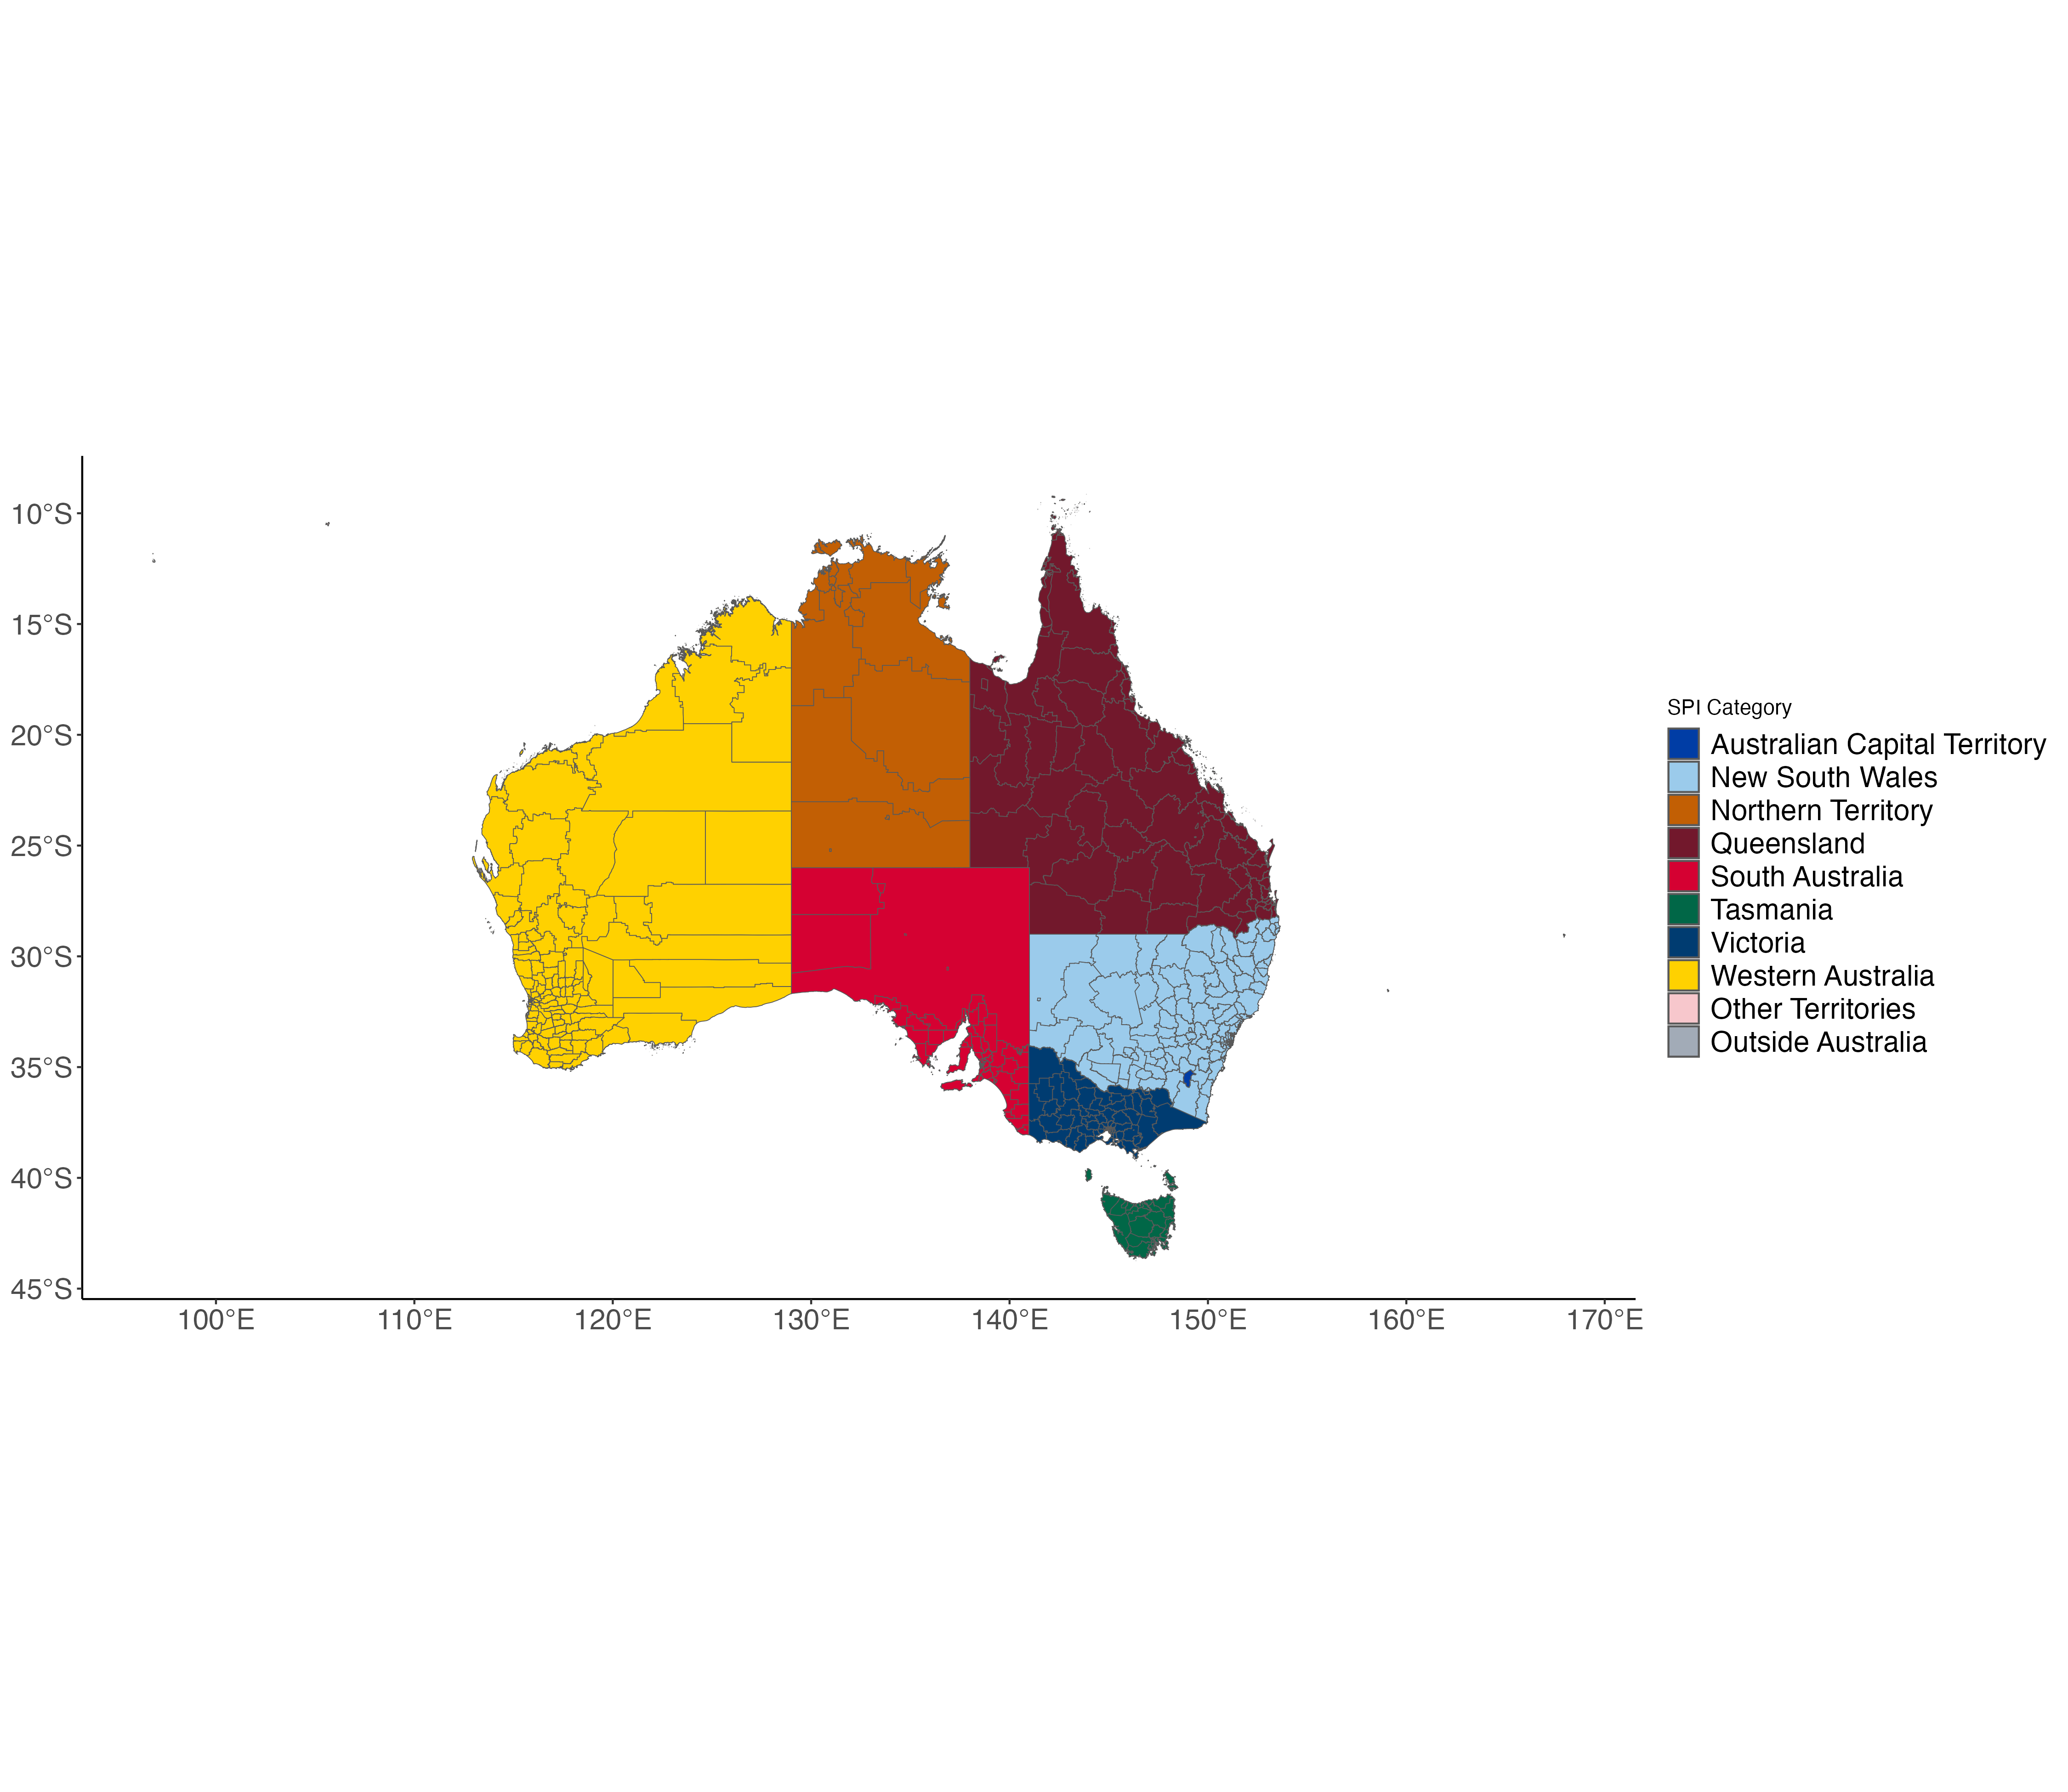 10°S
15°S
20°S
25°S
30°S
35°S
40°S
45°S
100°E 110°E 120°E 130°E 140°E 150°E 160°E 170°E
SPI Category
Australian Capital Territory
New South Wales
Northern Territory
Queensland
South Australia
Tasmania
Victoria
Western Australia
Other Territories
Outside Australia